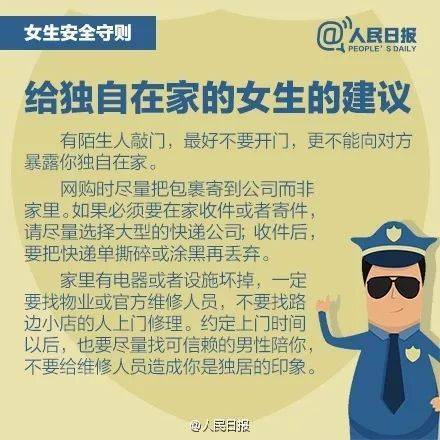 女生安全守则
@人民日报
PEOPLE'S DAILY
给独自在家的女生的建议
有陌生人敲门，最好不要开门，更不能向对方
暴露你独自在家。
网购时尽量把包裹寄到公司而非
家里。如果必须要在家收件或者寄件，
请尽量选择大型的快递公司；收件后，
要把快递单撕碎或涂黑再丢弃。
家里有电器或者设施坏掉，一定
要找物业或官方维修人员，不要找路
边小店的人上门修理。约定上门时间
以后，也要尽量找可信赖的男性陪你，
不要给维修人员造成你是独居的印象。
@人民日报